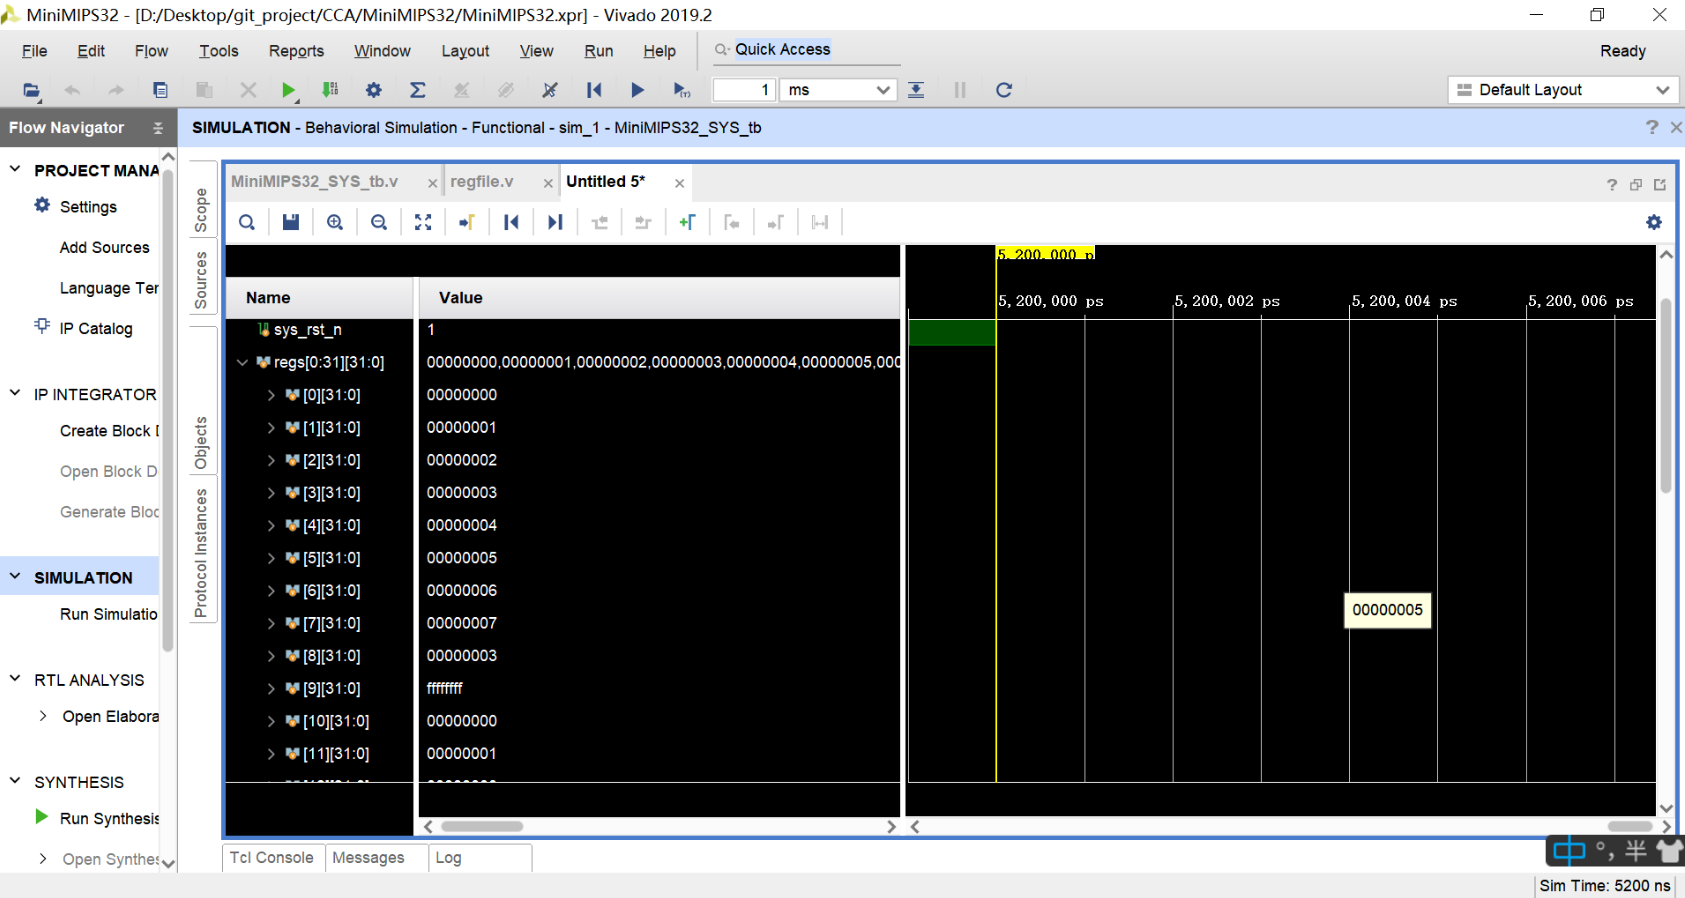 MiniMIPS32 - [D:/Desktop/git_project/CCA/MiniMIPS32/MiniMIPS32.xpr] - Vivado 2019.2
File Edit Flow Tools Reports Window Layout View Run Help Quick Access Ready
1 ms Default Layout
Flow Navigator
SIMULATION - Behavioral Simulation - Functional - sim_1 - MiniMIPS32_SYS_tb
PROJECT MANA
Settings
Add Sources
Language Ter
IP Catalog
IP INTEGRATOR
Create Block D
Open Block D
Generate Bloc
SIMULATION
Run Simulatio
RTL ANALYSIS
Open Elabora
SYNTHESIS
Run Synthesis
Open Synthes
Scope
Sources
Objects
Protocol Instances
MiniMIPS32_SYS_tb.v
regfile.v
Untitled 5*
Name Value
sys_rst_n 1
regs[0:31][31:0] 00000000,00000001,00000002,00000003,00000004,00000005,000
[0][31:0] 00000000
[1][31:0] 00000001
[2][31:0] 00000002
[3][31:0] 00000003
[4][31:0] 00000004
[5][31:0] 00000005
[6][31:0] 00000006
[7][31:0] 00000007
[8][31:0] 00000003
[9][31:0] ffffffff
[10][31:0] 00000000
[11][31:0] 00000001
5,200,000 p
5,200,000 ps 5,200,002 ps 5,200,004 ps 5,200,006 ps
00000005
Tcl Console Messages Log
中 °, 半
Sim Time: 5200 ns